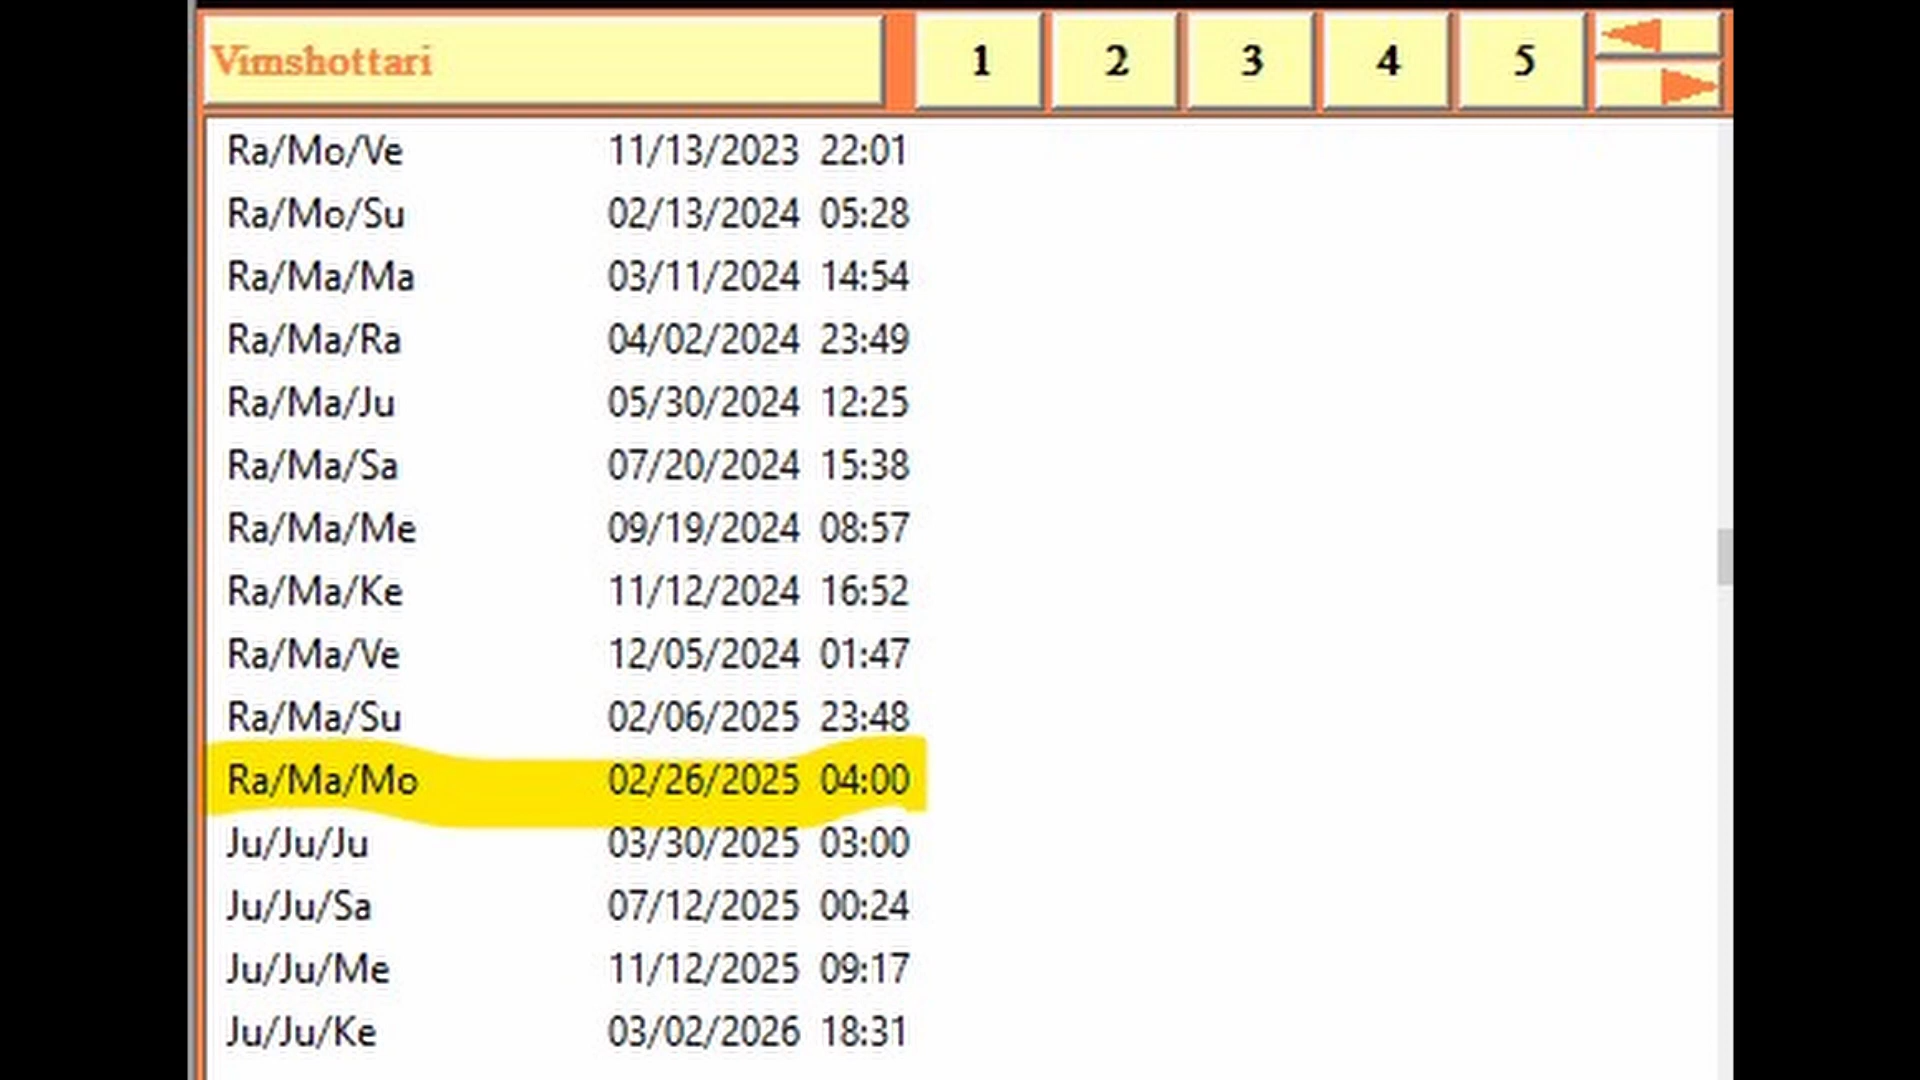 Vimshottari 1 2 3 4 5
Ra/Mo/Ve 11/13/2023 22:01
Ra/Mo/Su 02/13/2024 05:28
Ra/Ma/Ma 03/11/2024 14:54
Ra/Ma/Ra 04/02/2024 23:49
Ra/Ma/Ju 05/30/2024 12:25
Ra/Ma/Sa 07/20/2024 15:38
Ra/Ma/Me 09/19/2024 08:57
Ra/Ma/Ke 11/12/2024 16:52
Ra/Ma/Ve 12/05/2024 01:47
Ra/Ma/Su 02/06/2025 23:48
Ra/Ma/Mo 02/26/2025 04:00
Ju/Ju/Ju 03/30/2025 03:00
Ju/Ju/Sa 07/12/2025 00:24
Ju/Ju/Me 11/12/2025 09:17
Ju/Ju/Ke 03/02/2026 18:31